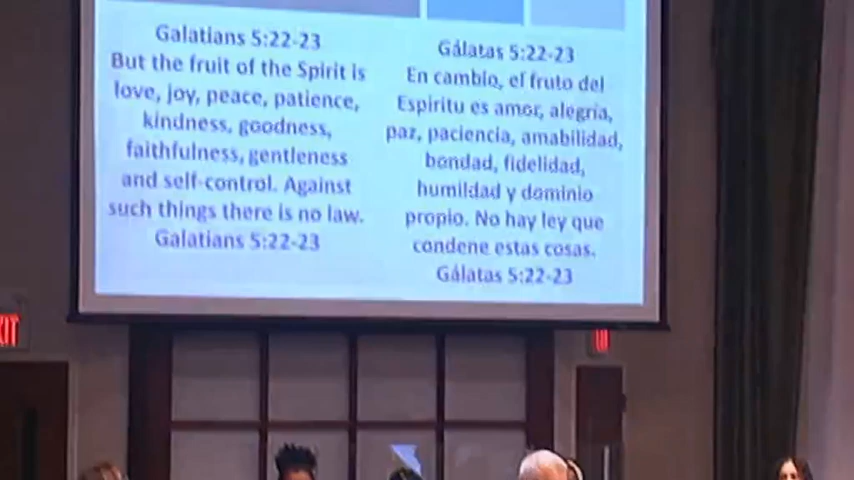 Galatians 5:22-23
But the fruit of the Spirit is
love, joy, peace, patience,
kindness, goodness,
faithfulness, gentleness
and self-control. Against
such things there is no law.
Galatians 5:22-23
Gálatas 5:22-23
En cambio, el fruto del
Espíritu es amor, alegría,
paz, paciencia, amabilidad,
bondad, fidelidad,
humildad y dominio
propio. No hay ley que
condene estas cosas.
Gálatas 5:22-23